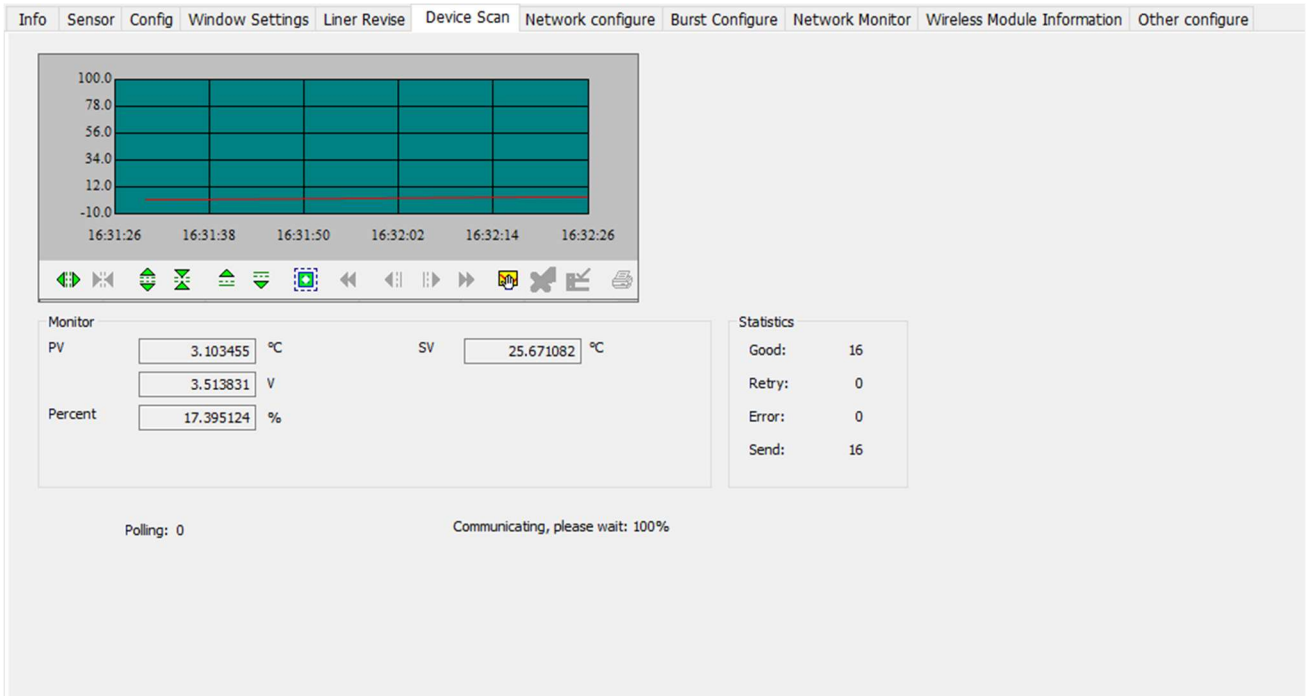 Info Sensor Config Window Settings Liner Revise Device Scan Network configure Burst Configure Network Monitor Wireless Module Information Other configure
100.0
78.0
56.0
34.0
12.0
-10.0
16:31:26 16:31:38 16:31:50 16:32:02 16:32:14 16:32:26
Monitor
PV 3.103455 ℃ SV 25.671082 ℃
3.513831 V
Percent 17.395124 %
Statistics
Good: 16
Retry: 0
Error: 0
Send: 16
Polling: 0
Communicating, please wait: 100%